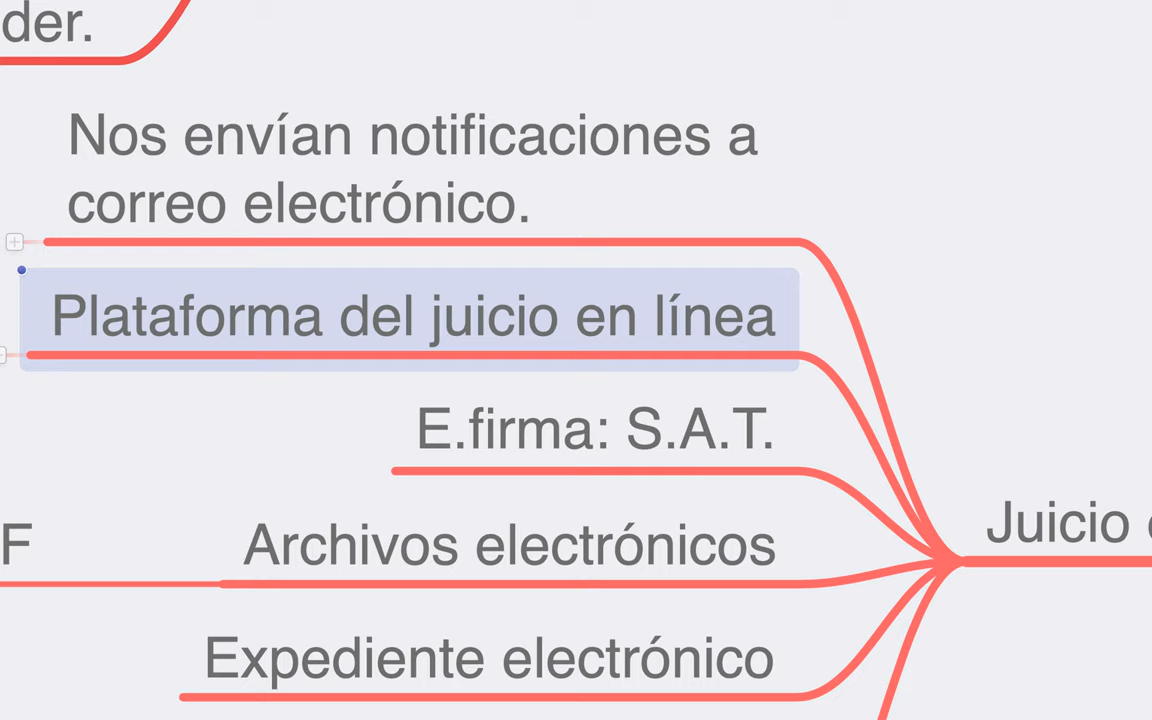 der.
Nos envían notificaciones a
correo electrónico.
Plataforma del juicio en línea
E.firma: S.A.T.
F
Archivos electrónicos
Juicio
Expediente electrónico